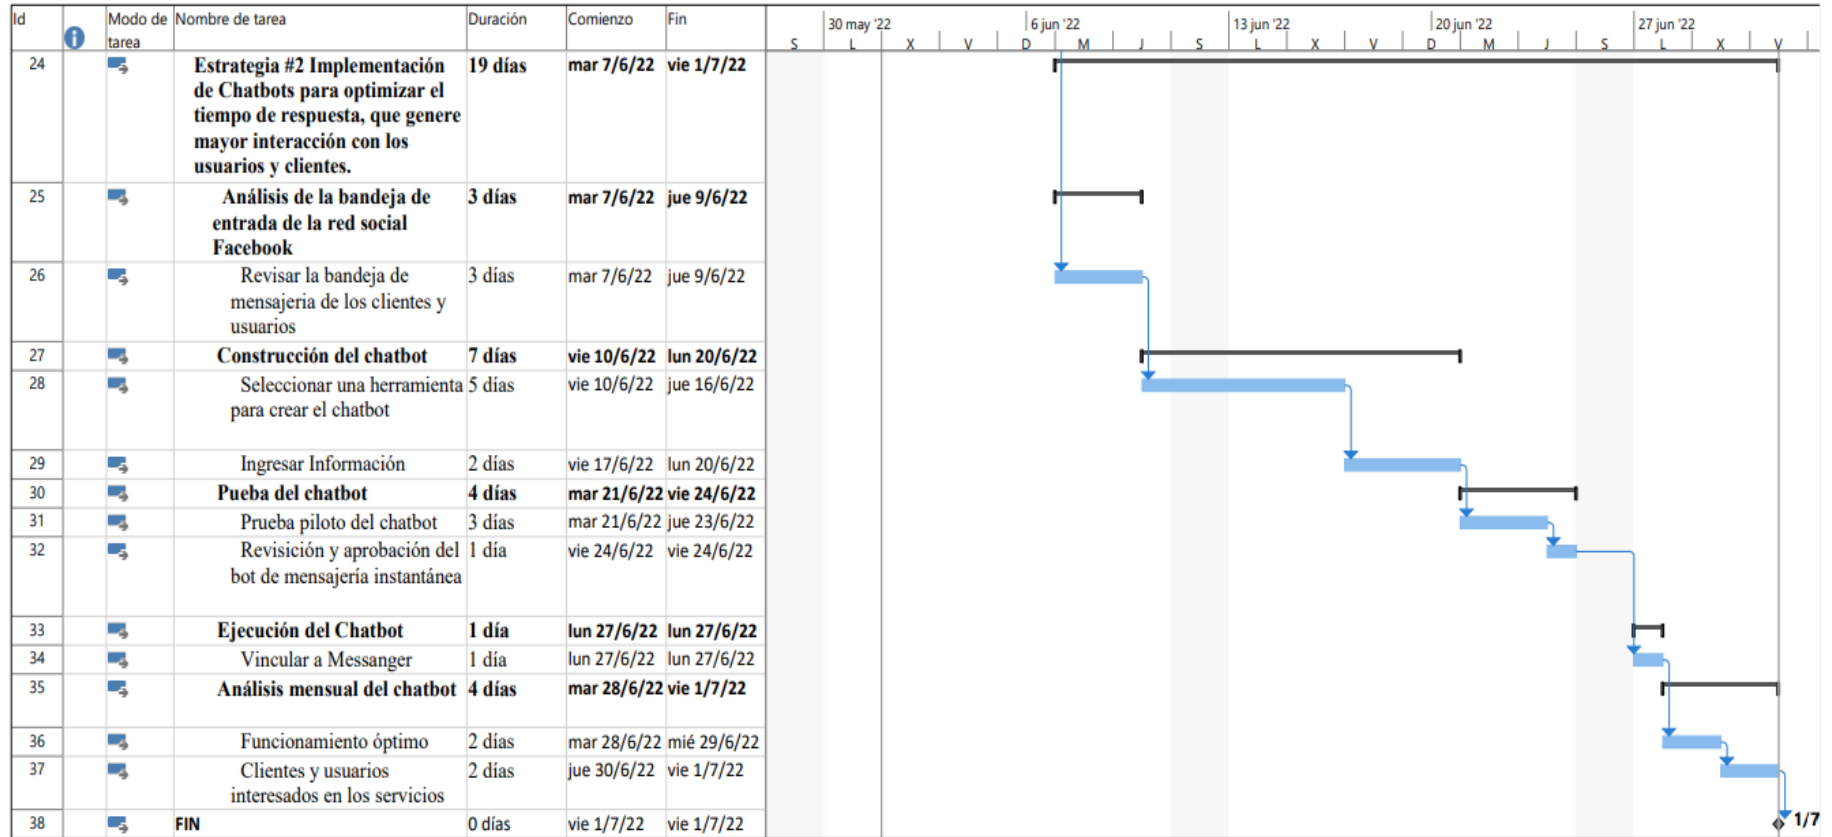 Id Modo de Nombre de tarea Duración Comienzo Fin 30 may '22 6 jun '22 13 jun '22 20 jun '22 27 jun '22
tarea S L X V D M J S L X V D M J S L X V
24 Estrategia #2 Implementación 19 días mar 7/6/22 vie 1/7/22
de Chatbots para optimizar el
tiempo de respuesta, que genere
mayor interacción con los
usuarios y clientes.
25 Análisis de la bandeja de 3 días mar 7/6/22 jue 9/6/22
entrada de la red social
Facebook
26 Revisar la bandeja de 3 días mar 7/6/22 jue 9/6/22
mensajeria de los clientes y
usuarios
27 Construcción del chatbot 7 días vie 10/6/22 lun 20/6/22
28 Seleccionar una herramienta 5 días vie 10/6/22 jue 16/6/22
para crear el chatbot
29 Ingresar Información 2 días vie 17/6/22 lun 20/6/22
30 Pueba del chatbot 4 días mar 21/6/22 vie 24/6/22
31 Prueba piloto del chatbot 3 días mar 21/6/22 jue 23/6/22
32 Revisición y aprobación del 1 día vie 24/6/22 vie 24/6/22
bot de mensajería instantánea
33 Ejecución del Chatbot 1 día lun 27/6/22 lun 27/6/22
34 Vincular a Messanger 1 día lun 27/6/22 lun 27/6/22
35 Análisis mensual del chatbot 4 días mar 28/6/22 vie 1/7/22
36 Funcionamiento óptimo 2 días mar 28/6/22 mié 29/6/22
37 Clientes y usuarios 2 días jue 30/6/22 vie 1/7/22
interesados en los servicios
38 FIN 0 días vie 1/7/22 vie 1/7/22 1/7